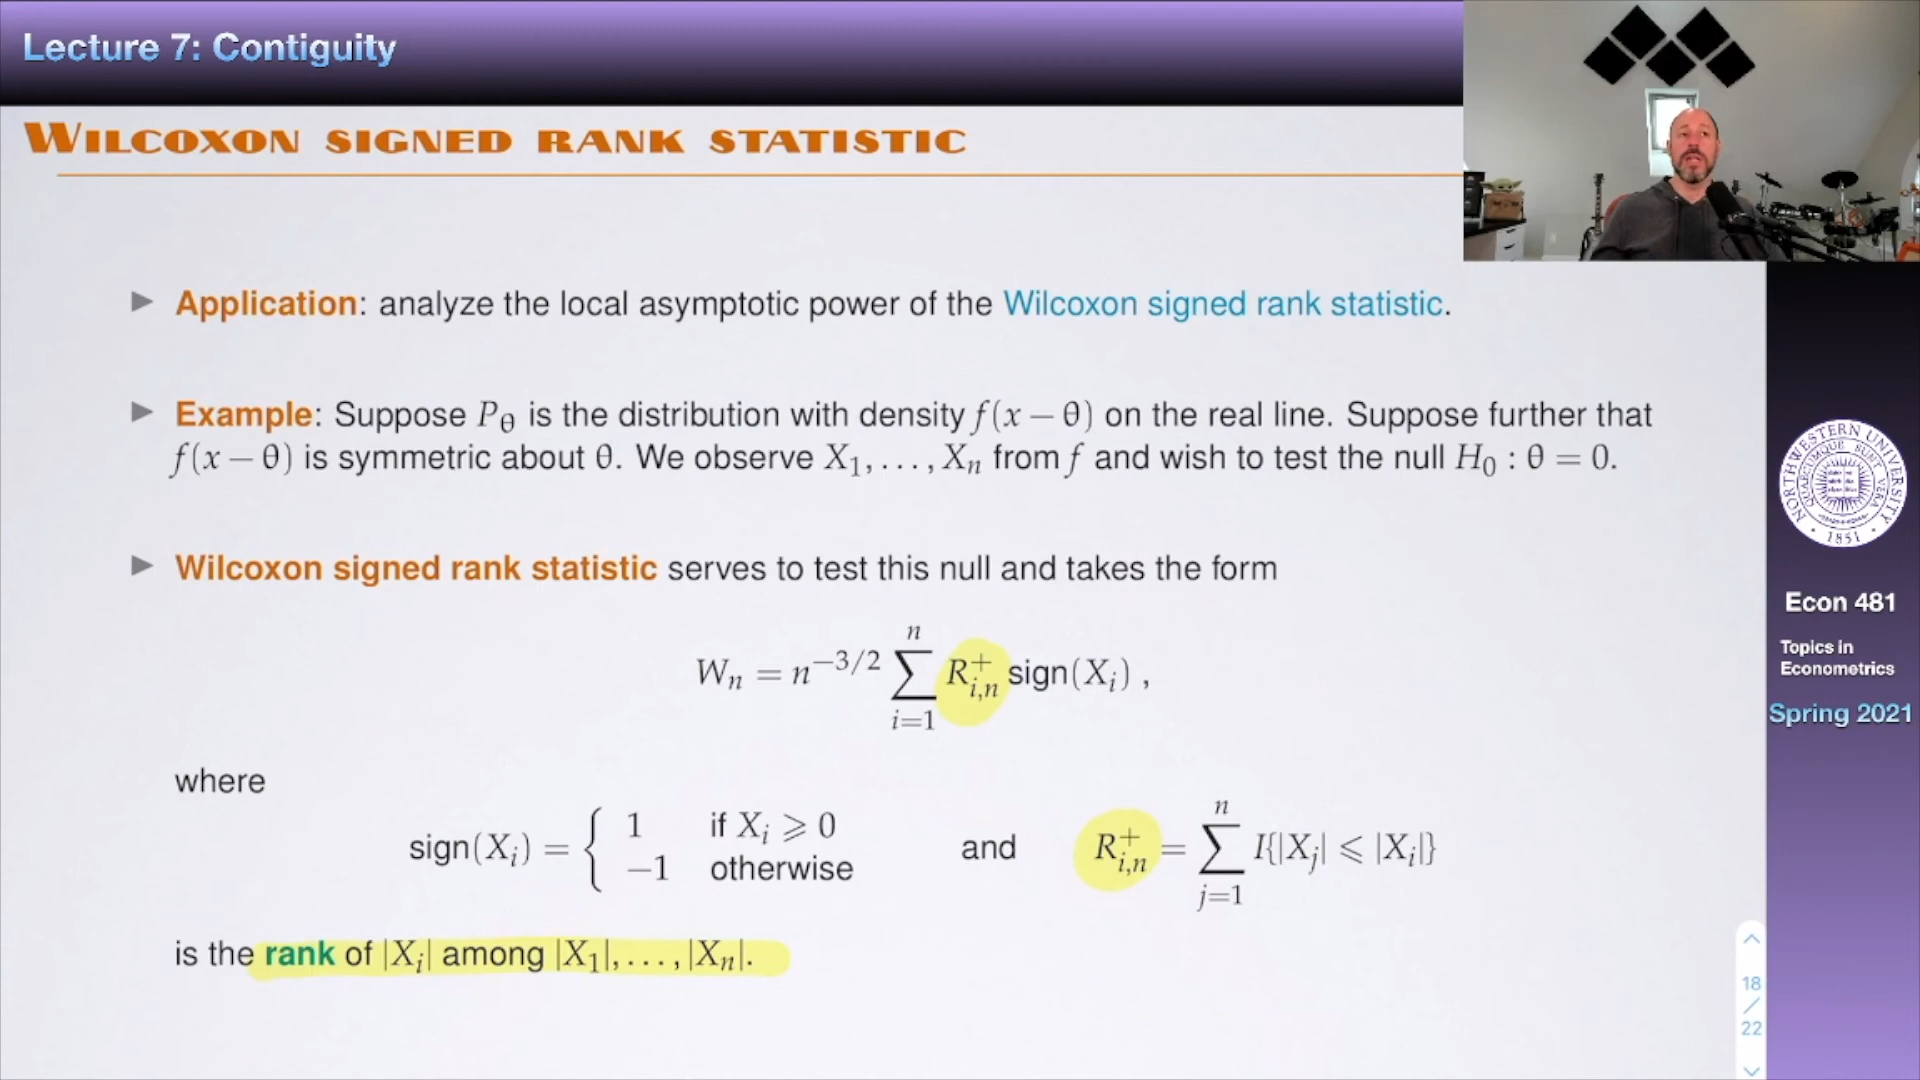 Lecture 7: Contiguity
WILCOXON SIGNED RANK STATISTIC
► Application: analyze the local asymptotic power of the Wilcoxon signed rank statistic.
► Example: Suppose P_θ is the distribution with density f(x − θ) on the real line. Suppose further that
f(x − θ) is symmetric about θ. We observe X₁, . . . , Xₙ from f and wish to test the null H₀ : θ = 0.
► Wilcoxon signed rank statistic serves to test this null and takes the form
Wₙ = n^{−3/2} ∑_{i=1}^{n} R⁺_{i,n} sign(Xᵢ) ,
where
sign(Xᵢ) = { 1 if Xᵢ ⩾ 0
−1 otherwise
and R⁺_{i,n} = ∑_{j=1}^{n} I{|Xⱼ| ⩽ |Xᵢ|}
is the rank of |Xᵢ| among |X₁|, . . . , |Xₙ|.
NORTHWESTERN UNIVERSITY
1851
Econ 481
Topics in
Econometrics
Spring 2021
18
/
22